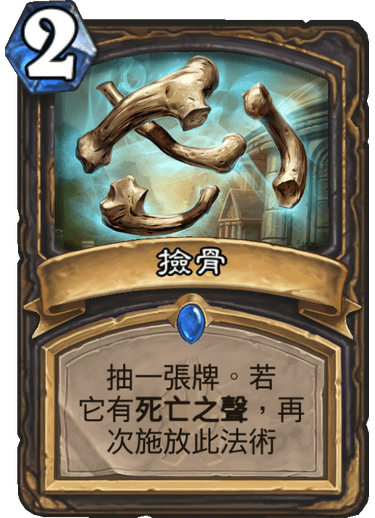 2
撿骨
抽一張牌。若
它有死亡之聲，再
次施放此法術